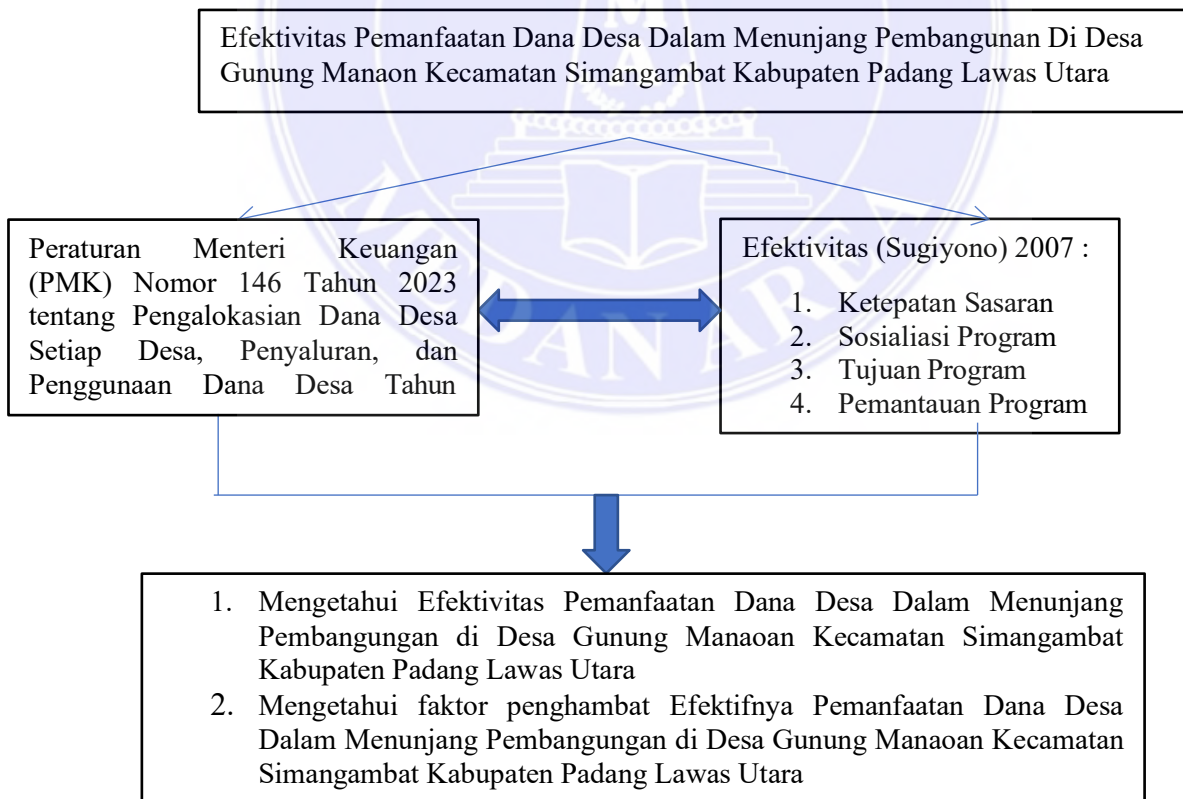 Efektivitas Pemanfaatan Dana Desa Dalam Menunjang Pembangunan Di Desa
Gunung Manaon Kecamatan Simangambat Kabupaten Padang Lawas Utara
Peraturan Menteri Keuangan
(PMK) Nomor 146 Tahun 2023
tentang Pengalokasian Dana Desa
Setiap Desa, Penyaluran, dan
Penggunaan Dana Desa Tahun
Efektivitas (Sugiyono) 2007 :
1. Ketepatan Sasaran
2. Sosialiasi Program
3. Tujuan Program
4. Pemantauan Program
MEDAN AREA
1. Mengetahui Efektivitas Pemanfaatan Dana Desa Dalam Menunjang
Pembangungan di Desa Gunung Manaoan Kecamatan Simangambat
Kabupaten Padang Lawas Utara
2. Mengetahui faktor penghambat Efektifnya Pemanfaatan Dana Desa
Dalam Menunjang Pembangungan di Desa Gunung Manaoan Kecamatan
Simangambat Kabupaten Padang Lawas Utara